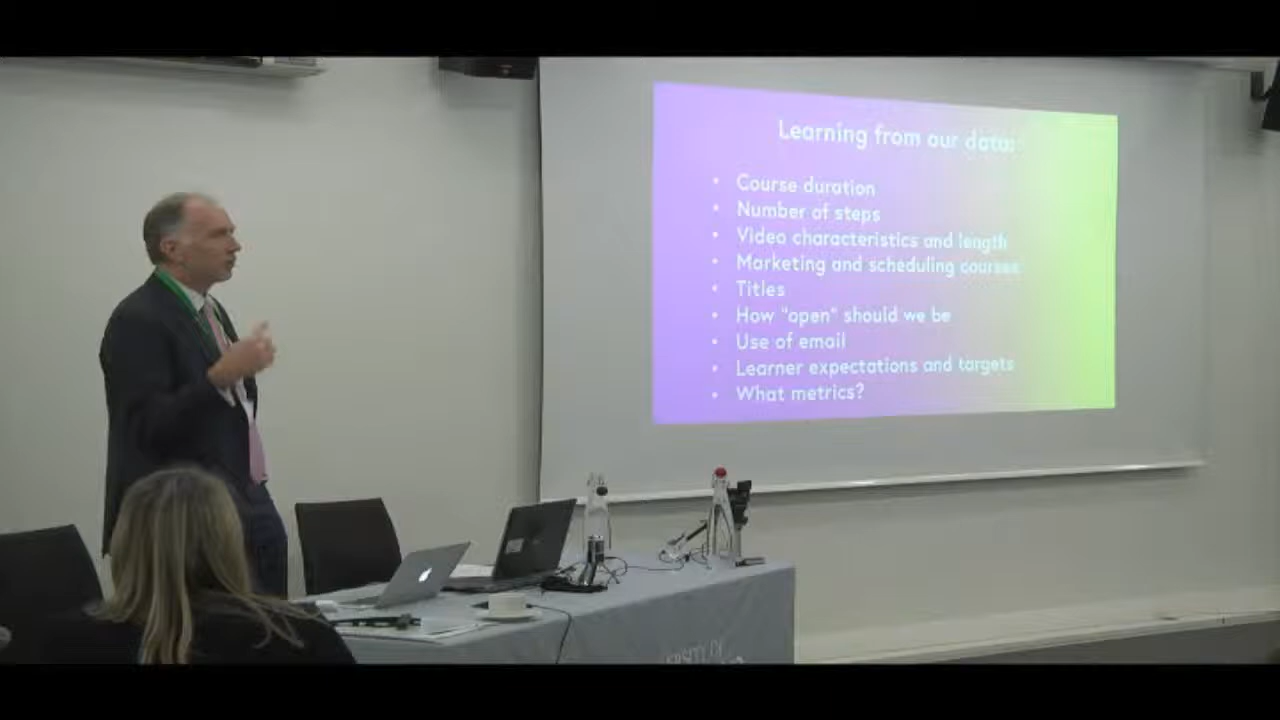 Learning from our data:
• Course duration
• Number of steps
• Video characteristics and length
• Marketing and scheduling courses
• Titles
• How "open" should we be
• Use of email
• Learner expectations and targets
• What metrics?